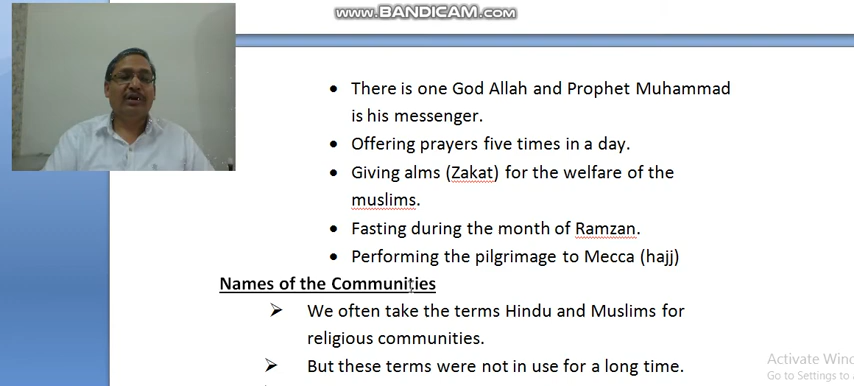 www.BANDICAM.com
• There is one God Allah and Prophet Muhammad
is his messenger.
• Offering prayers five times in a day.
• Giving alms (Zakat) for the welfare of the
muslims.
• Fasting during the month of Ramzan.
• Performing the pilgrimage to Mecca (hajj)
Names of the Communities
➢ We often take the terms Hindu and Muslims for
religious communities.
➢ But these terms were not in use for a long time.
Activate Wind
Go to Settings to